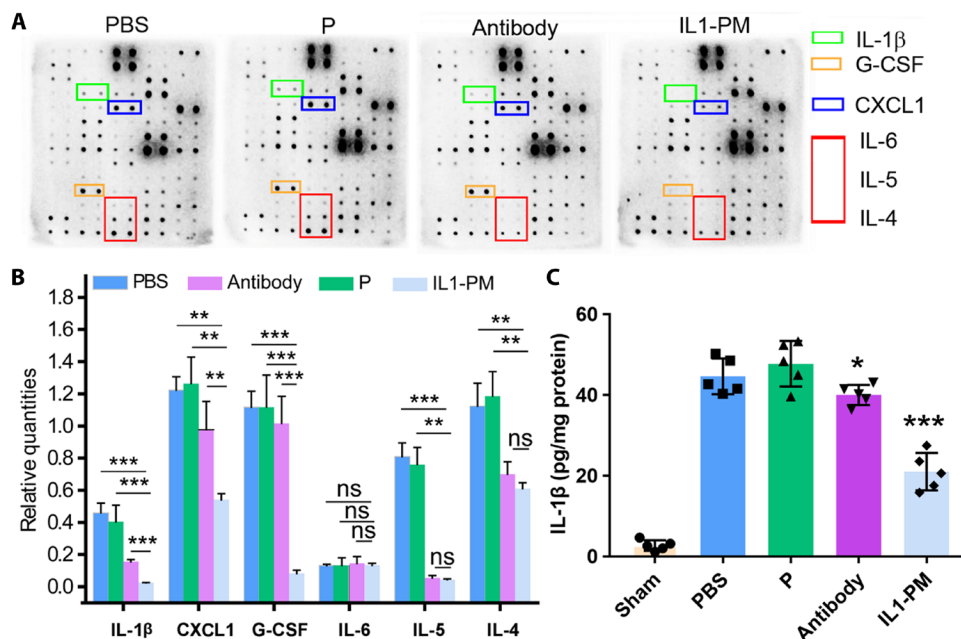 A
PBS
P
Antibody
IL1-PM
IL-1β
G-CSF
CXCL1
IL-6
IL-5
IL-4
B
PBS
Antibody
P
IL1-PM
Relative quantities
1.8
1.6
1.4
1.2
1.0
0.8
0.6
0.4
0.2
0.0
***
***
***
**
**
**
***
***
***
ns
ns
ns
***
**
ns
**
**
ns
IL-1β
CXCL1
G-CSF
IL-6
IL-5
IL-4
C
IL-1β (pg/mg protein)
60
40
20
0
*
***
Sham
PBS
P
Antibody
IL1-PM